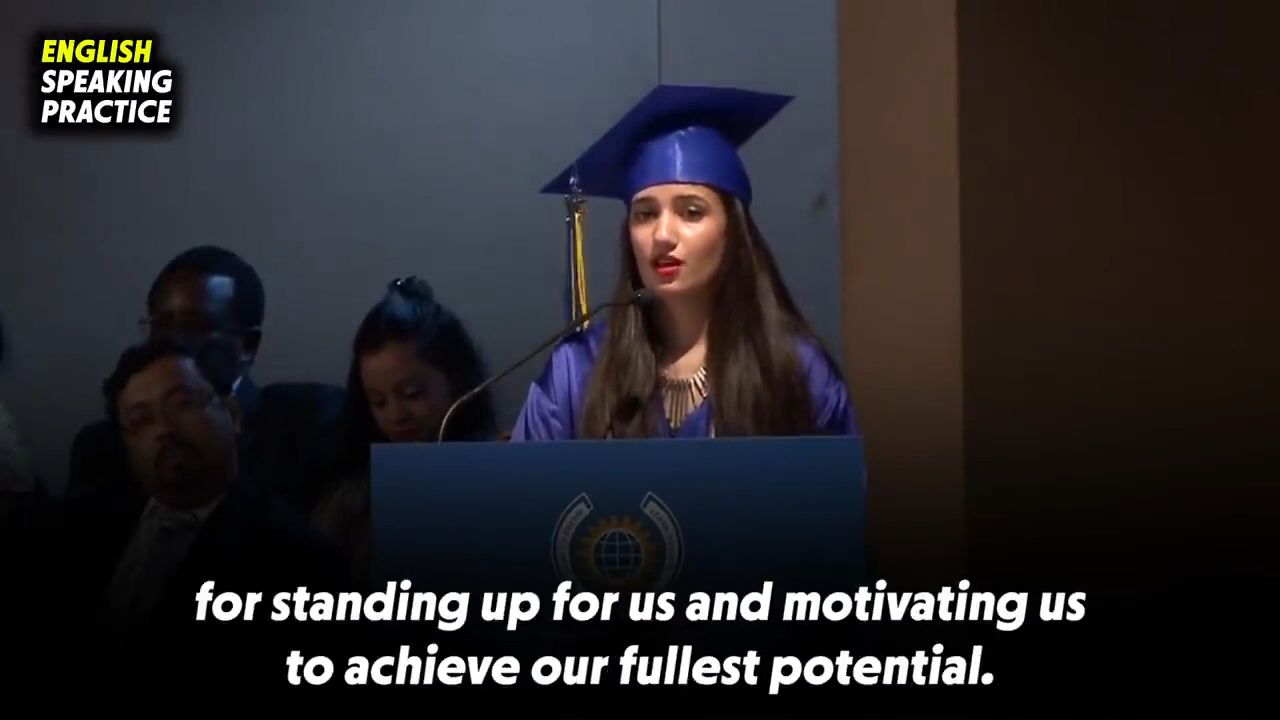 ENGLISH
SPEAKING
PRACTICE
for standing up for us and motivating us
to achieve our fullest potential.